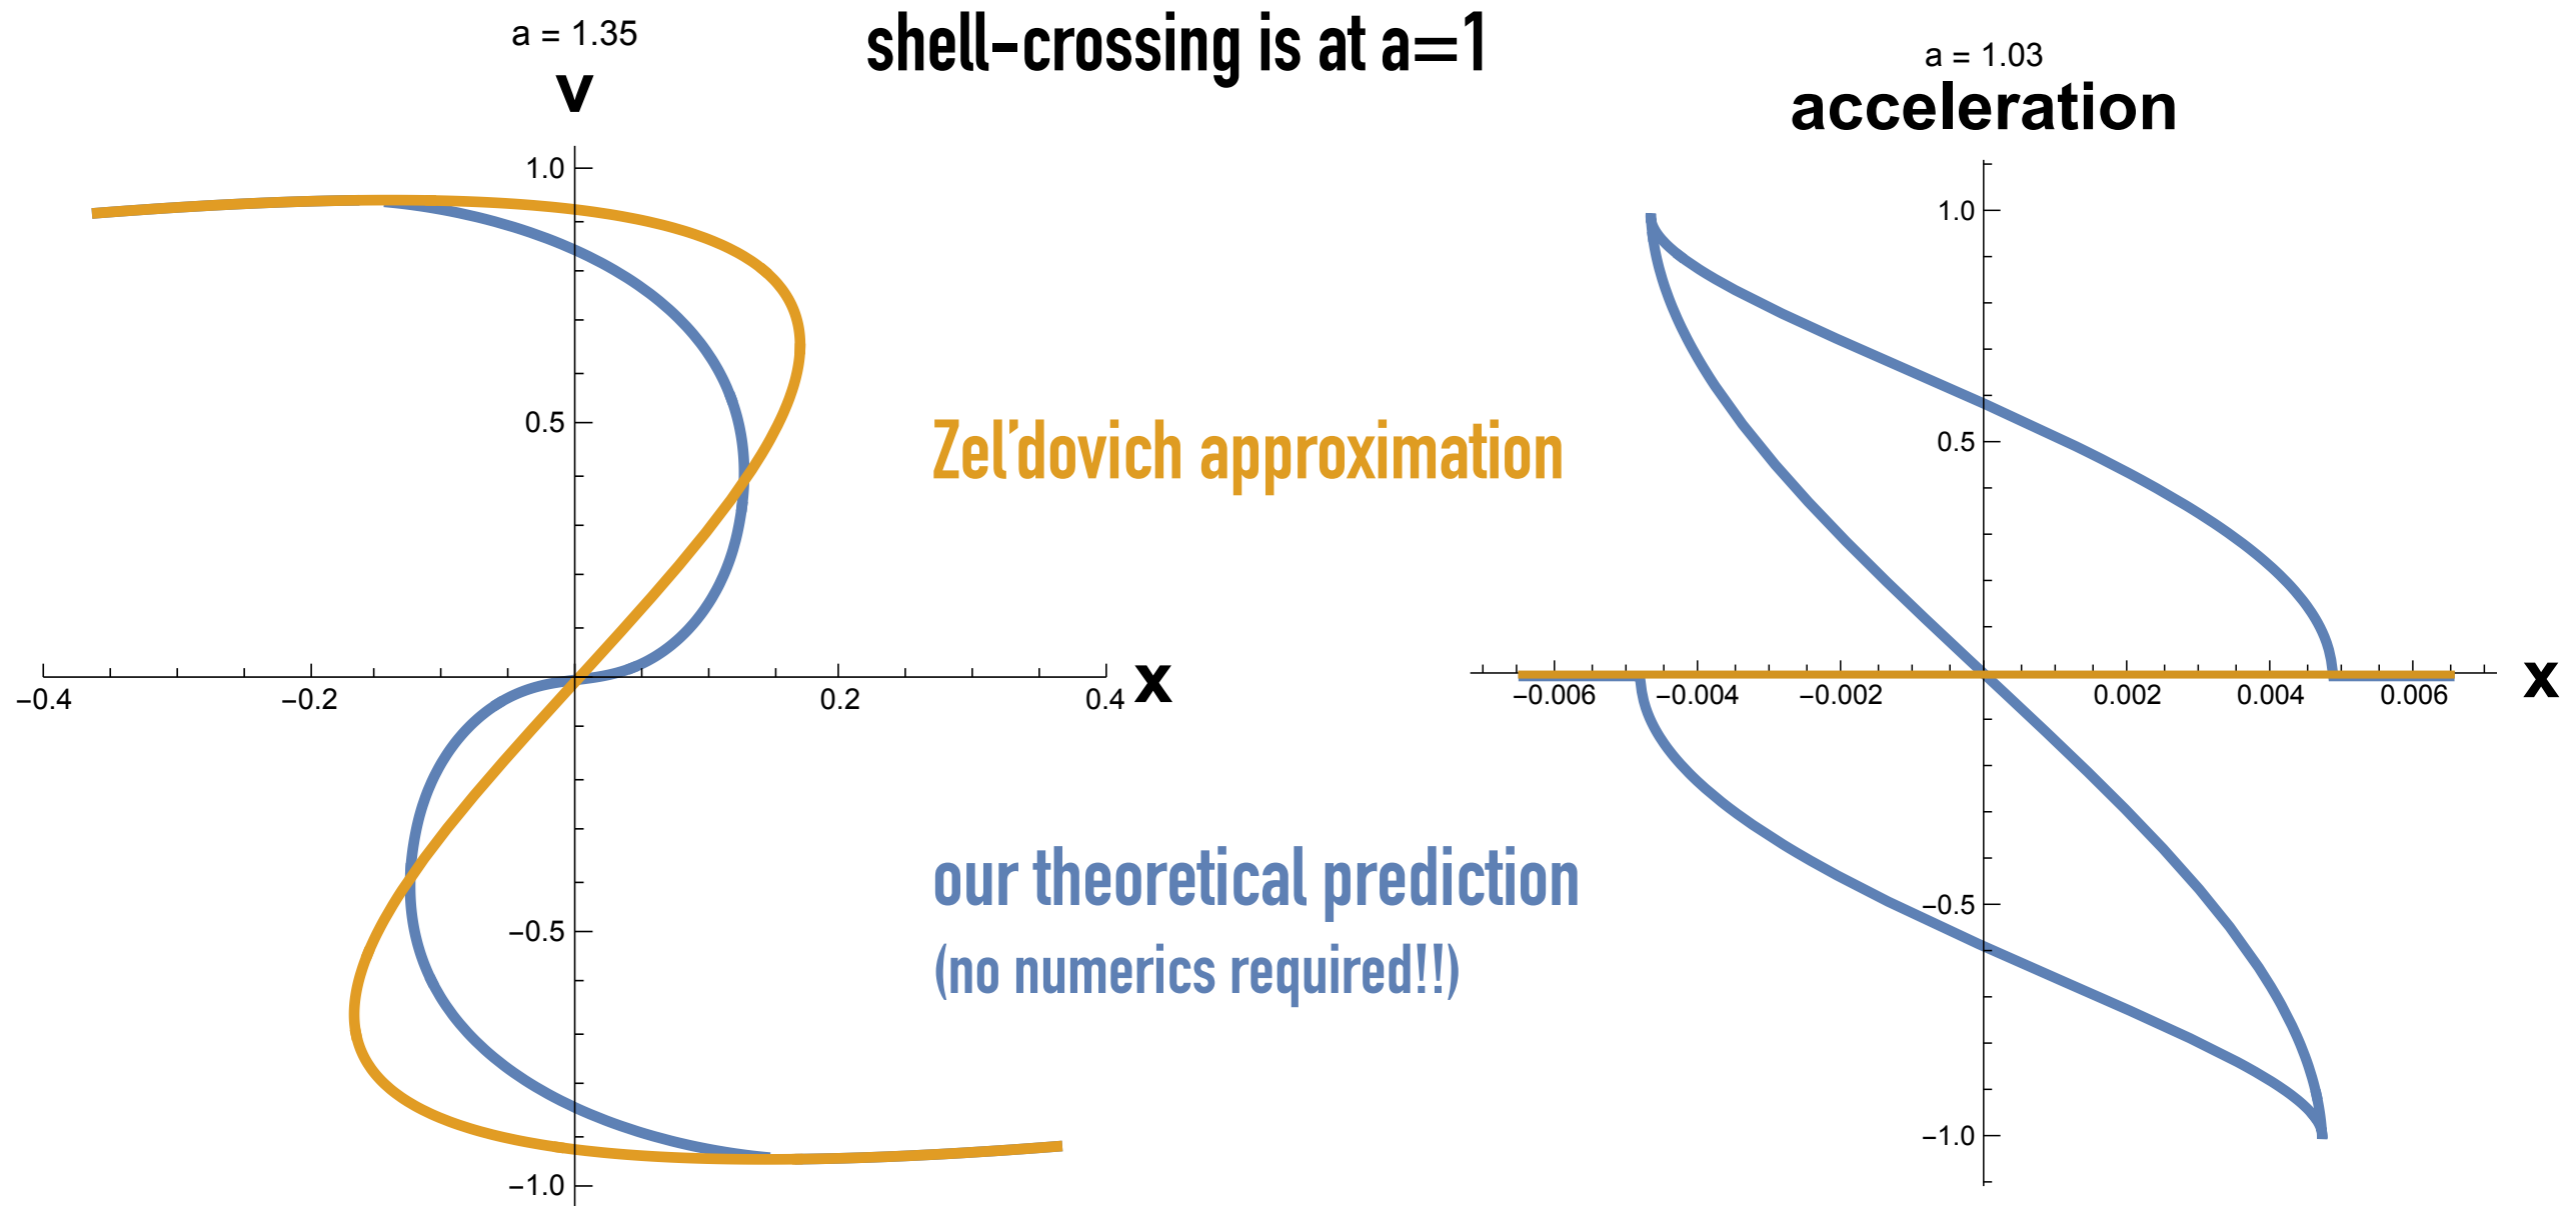 shell-crossing is at a=1
a = 1.35
v
1.0
0.5
−0.5
−1.0
−0.4
−0.2
0.2
0.4
x
Zel'dovich approximation
our theoretical prediction
(no numerics required!!)
a = 1.03
acceleration
1.0
0.5
−0.5
−1.0
−0.006
−0.004
−0.002
0.002
0.004
0.006
x